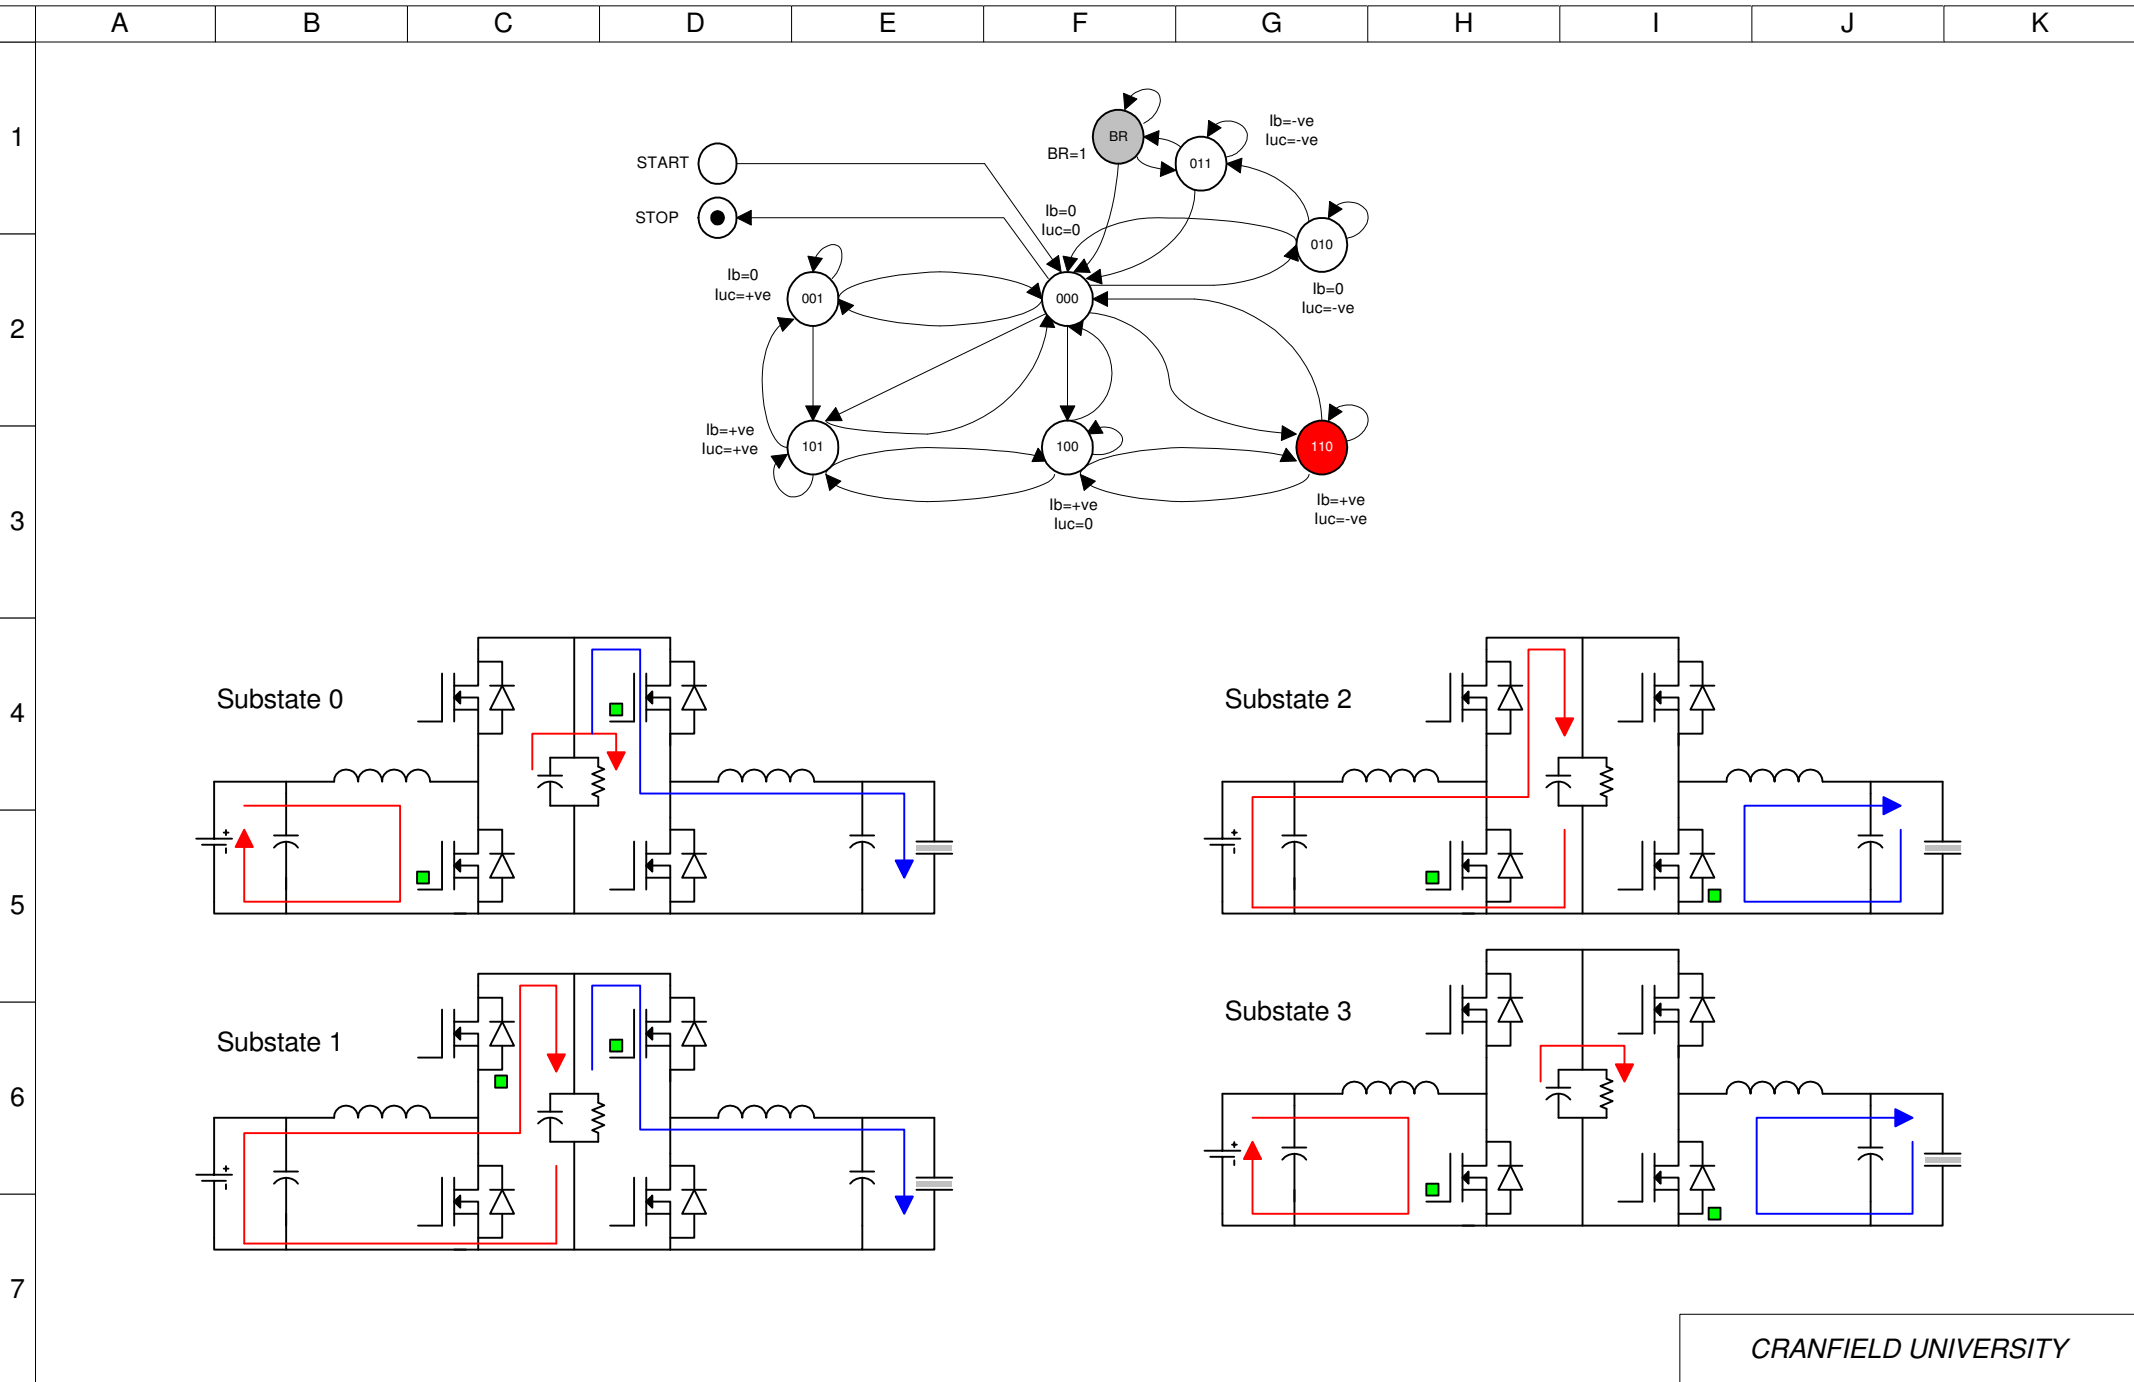 A B C D E F G H I J K
1
2
3
4
5
6
7
START
STOP
BR
BR=1
011
Ib=-ve
Iuc=-ve
010
Ib=0
Iuc=-ve
Ib=0
Iuc=0
000
Ib=0
Iuc=+ve
001
Ib=+ve
Iuc=+ve
101
100
Ib=+ve
Iuc=0
110
Ib=+ve
Iuc=-ve
Substate 0
+
-
Substate 2
+
-
Substate 1
+
-
Substate 3
+
-
CRANFIELD UNIVERSITY